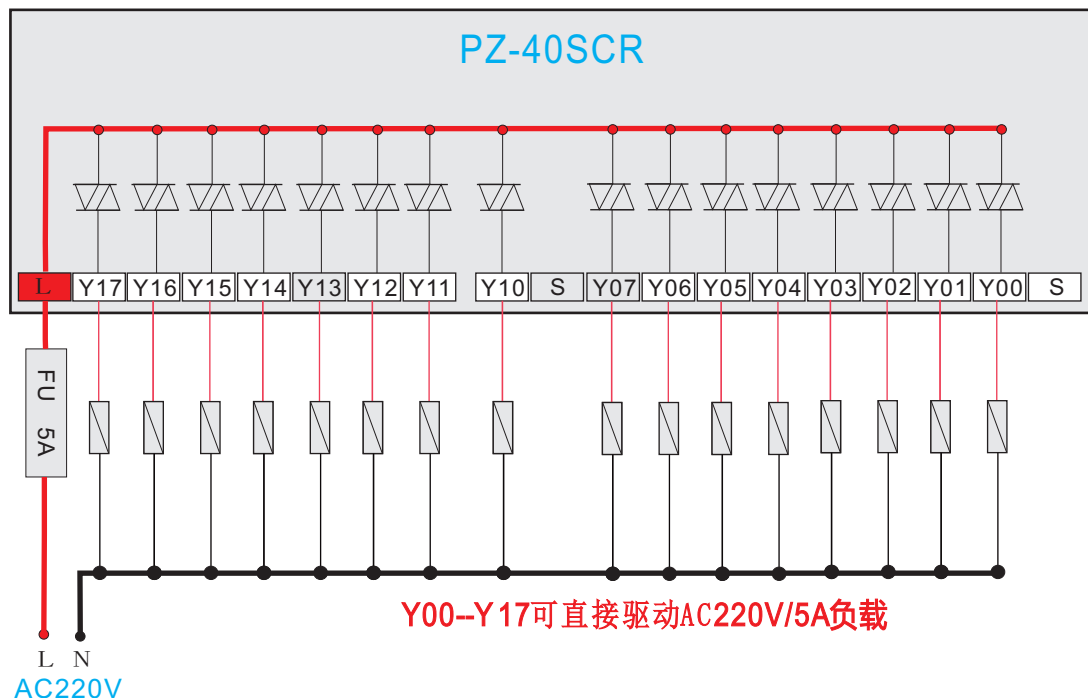 PZ-40SCR
L Y17 Y16 Y15 Y14 Y13 Y12 Y11 Y10 S Y07 Y06 Y05 Y04 Y03 Y02 Y01 Y00 S
FU 5A
Y00--Y17可直接驱动AC220V/5A负载
L N
AC220V